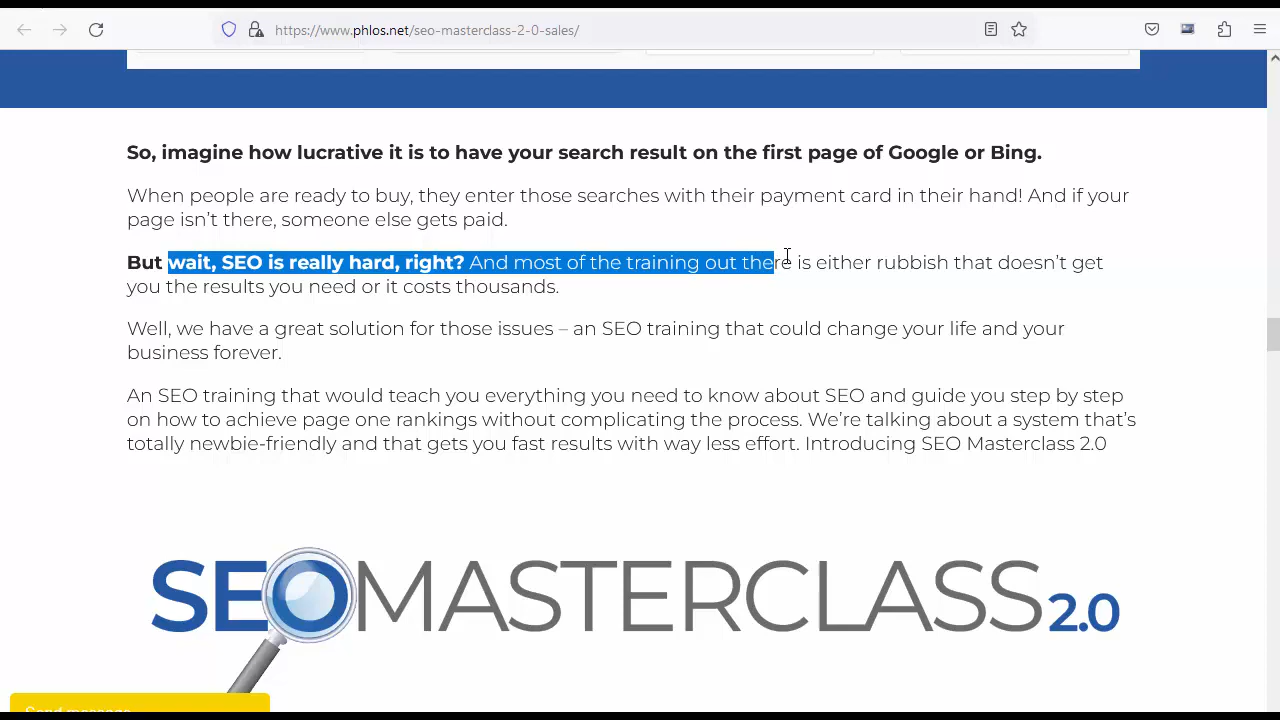 https://www.phlos.net/seo-masterclass-2-0-sales/
So, imagine how lucrative it is to have your search result on the first page of Google or Bing.
When people are ready to buy, they enter those searches with their payment card in their hand! And if your
page isn’t there, someone else gets paid.
But wait, SEO is really hard, right? And most of the training out there is either rubbish that doesn’t get
you the results you need or it costs thousands.
Well, we have a great solution for those issues – an SEO training that could change your life and your
business forever.
An SEO training that would teach you everything you need to know about SEO and guide you step by step
on how to achieve page one rankings without complicating the process. We’re talking about a system that’s
totally newbie-friendly and that gets you fast results with way less effort. Introducing SEO Masterclass 2.0
SEOMASTERCLASS 2.0
Send message